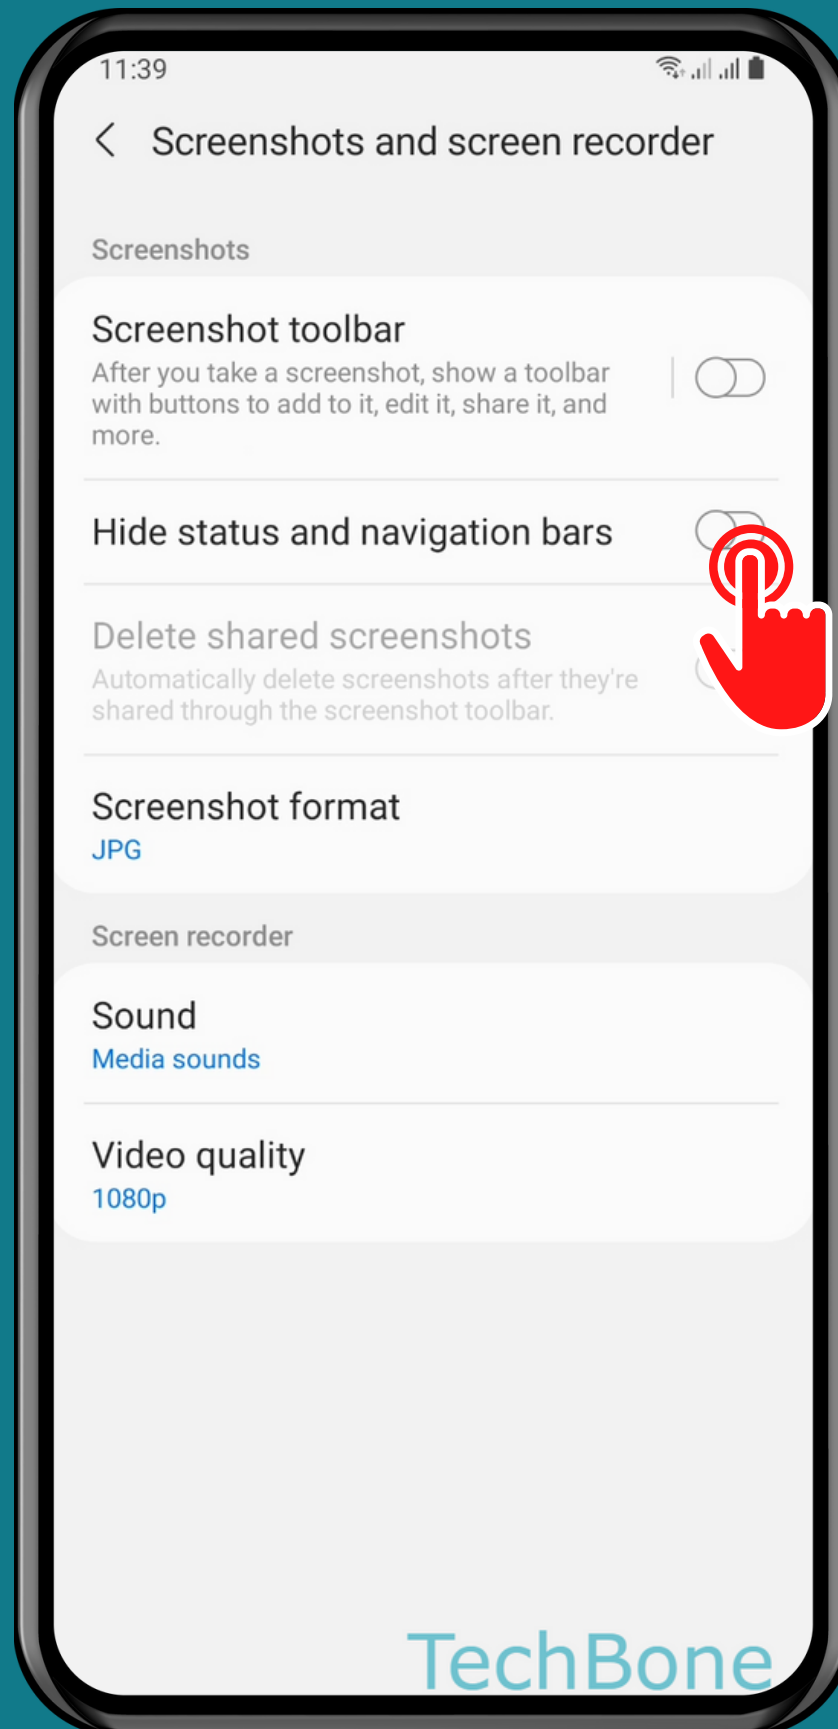 11:39
Screenshots and screen recorder
Screenshots
Screenshot toolbar
After you take a screenshot, show a toolbar
with buttons to add to it, edit it, share it, and
more.
Hide status and navigation bars
Delete shared screenshots
Automatically delete screenshots after they're
shared through the screenshot toolbar.
Screenshot format
JPG
Screen recorder
Sound
Media sounds
Video quality
1080p
TechBone